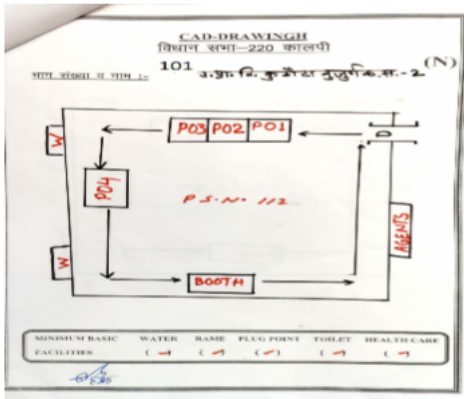 CAD-DRAWINGH
विधान सभा-220 कालपी
(N)
भाग संख्या व नाम :- 101 उ.प्रा.वि. कुठौंदा बुजुर्ग क.स.-2
PO3 PO2 PO1
D
W
PO4
P.S.No 112
AGENTS
W
BOOTH
MINIMUM BASIC WATER RAME PLUG POINT TOILET HEALTH CARE
FACILITIES (✓) (✓) (✓) (✓) (✓)